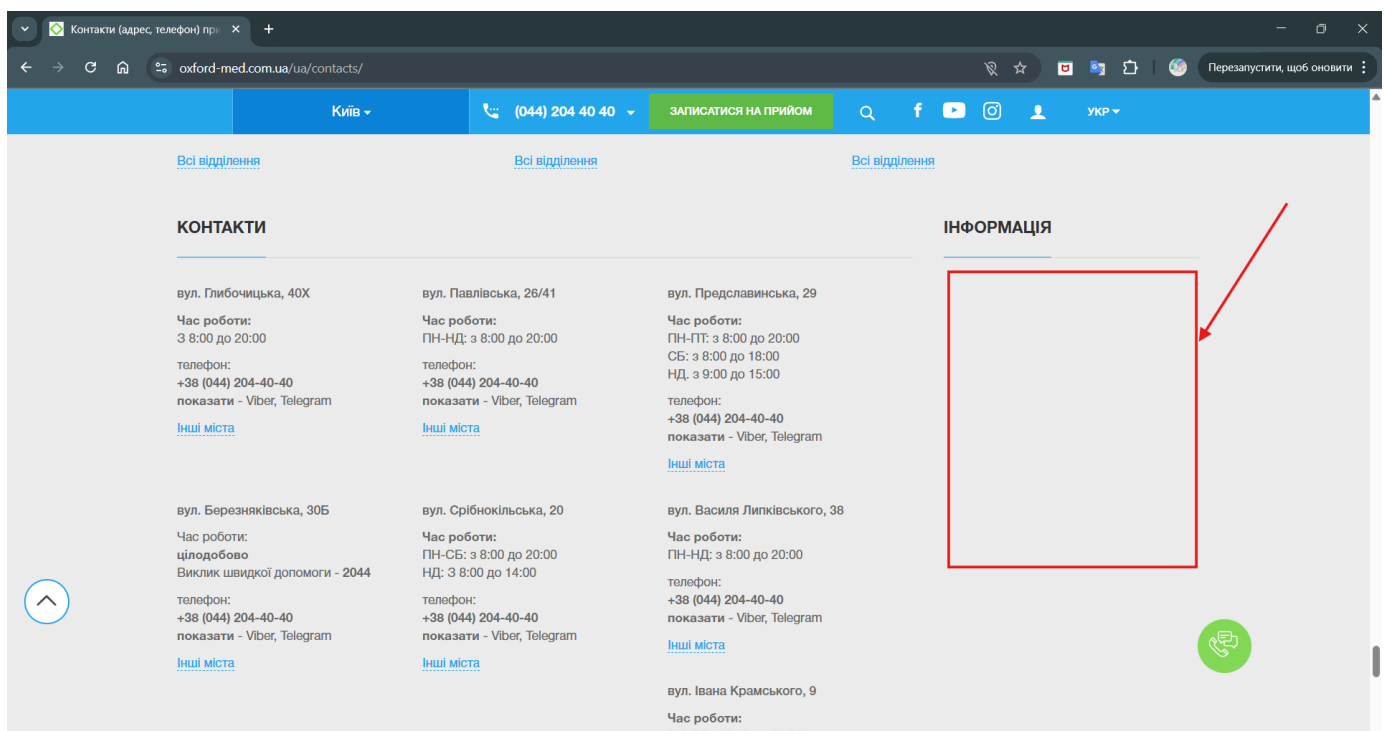 Контакти (адрес, телефон) при
oxford-med.com.ua/ua/contacts/
Перезапустити, щоб оновити
Київ
(044) 204 40 40
ЗАПИСАТИСЯ НА ПРИЙОМ
УКР
Всі відділення
Всі відділення
Всі відділення
КОНТАКТИ
вул. Глибочицька, 40Х
Час роботи:
З 8:00 до 20:00
телефон:
+38 (044) 204-40-40
показати - Viber, Telegram
Інші міста
вул. Павлівська, 26/41
Час роботи:
ПН-НД: з 8:00 до 20:00
телефон:
+38 (044) 204-40-40
показати - Viber, Telegram
Інші міста
вул. Предславинська, 29
Час роботи:
ПН-ПТ: з 8:00 до 20:00
СБ: з 8:00 до 18:00
НД. з 9:00 до 15:00
телефон:
+38 (044) 204-40-40
показати - Viber, Telegram
Інші міста
вул. Березняківська, 30Б
Час роботи:
цілодобово
Виклик швидкої допомоги - 2044
телефон:
+38 (044) 204-40-40
показати - Viber, Telegram
Інші міста
вул. Срібнокільська, 20
Час роботи:
ПН-СБ: з 8:00 до 20:00
НД: З 8:00 до 14:00
телефон:
+38 (044) 204-40-40
показати - Viber, Telegram
Інші міста
вул. Василя Липківського, 38
Час роботи:
ПН-НД: з 8:00 до 20:00
телефон:
+38 (044) 204-40-40
показати - Viber, Telegram
Інші міста
вул. Івана Крамського, 9
Час роботи:
ІНФОРМАЦІЯ